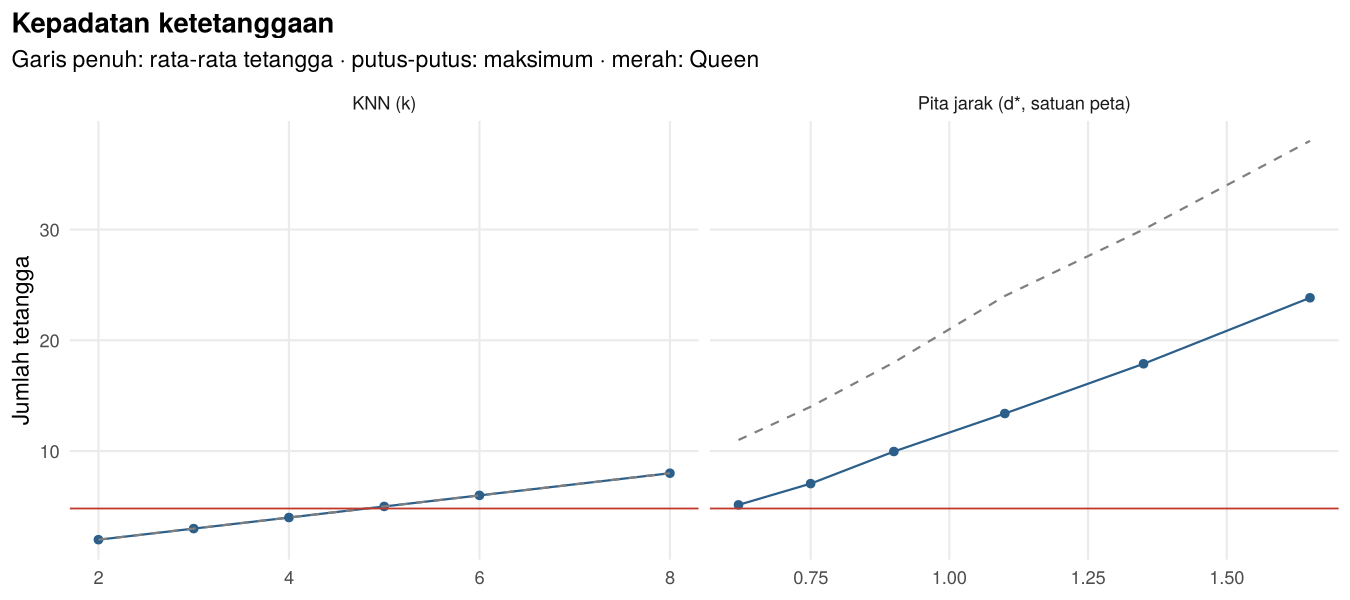 Kepadatan ketetanggaan
Garis penuh: rata-rata tetangga · putus-putus: maksimum · merah: Queen
KNN (k)
Pita jarak (d*, satuan peta)
Jumlah tetangga
30
20
10
2 4 6 8
0.75 1.00 1.25 1.50